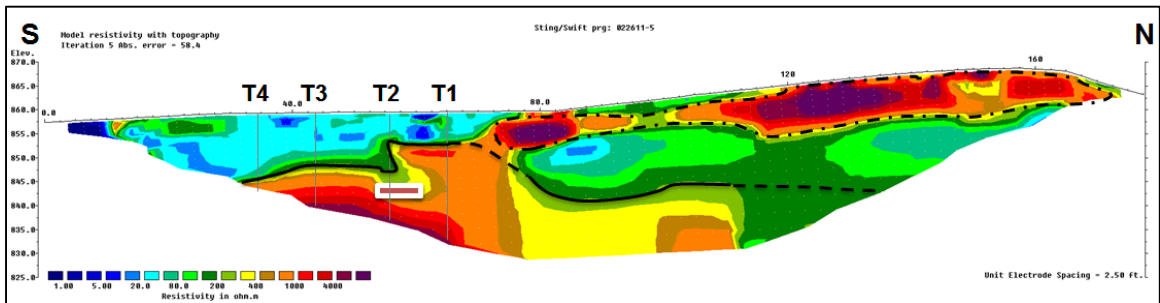 S
N
Model resistivity with topography
Sting/Swift prg: 022611-5
Iteration 5 Abs. error = 58.4
Elev.
870.0
865.0
860.0
855.0
850.0
845.0
840.0
835.0
830.0
825.0
0.0
40.0
80.0
120
160
T4
T3
T2
T1
1.00 5.00 20.0 80.0 200 400 1000 4000
Resistivity in ohm.m
Unit Electrode Spacing = 2.50 ft.